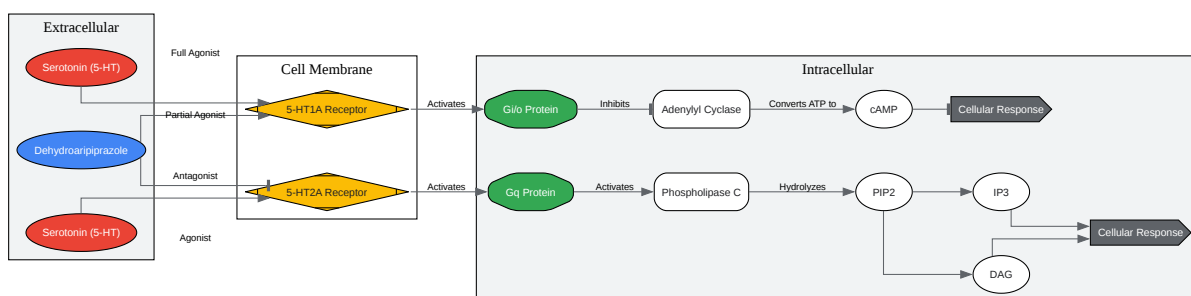 Extracellular
Serotonin (5-HT)
Dehydroaripiprazole
Serotonin (5-HT)
Full Agonist
Partial Agonist
Antagonist
Agonist
Cell Membrane
5-HT1A Receptor
5-HT2A Receptor
Activates
Activates
Intracellular
Gi/o Protein
Inhibits
Adenylyl Cyclase
Converts ATP to
cAMP
Cellular Response
Gq Protein
Activates
Phospholipase C
Hydrolyzes
PIP2
IP3
DAG
Cellular Response